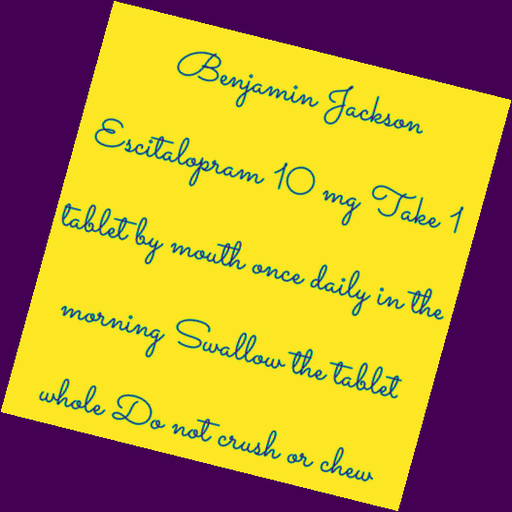 Benjamin Jackson
Escitalopram 10 mg Take 1
tablet by mouth once daily in the
morning Swallow the tablet
whole Do not crush or chew